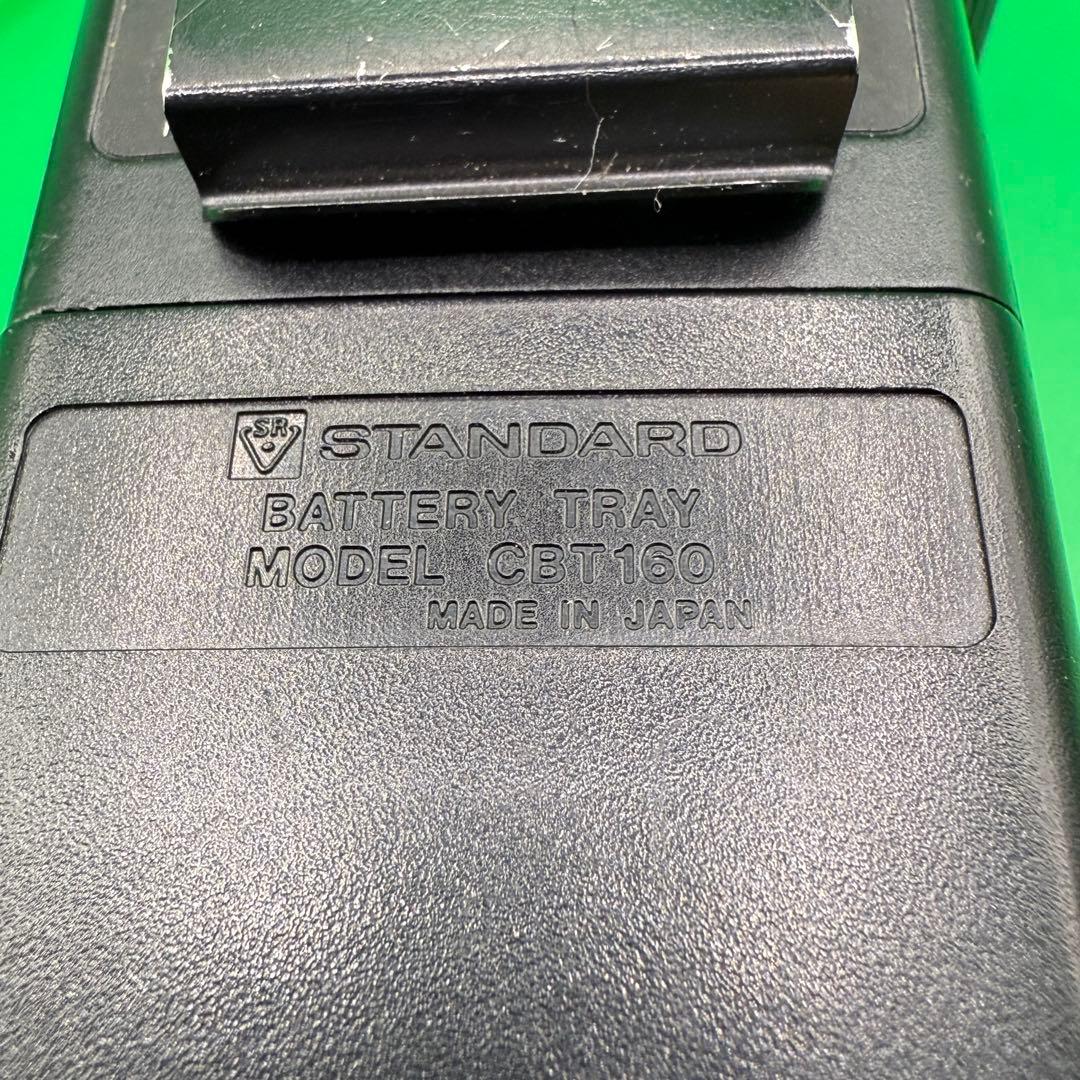 SR STANDARD
BATTERY TRAY
MODEL CBT160
MADE IN JAPAN